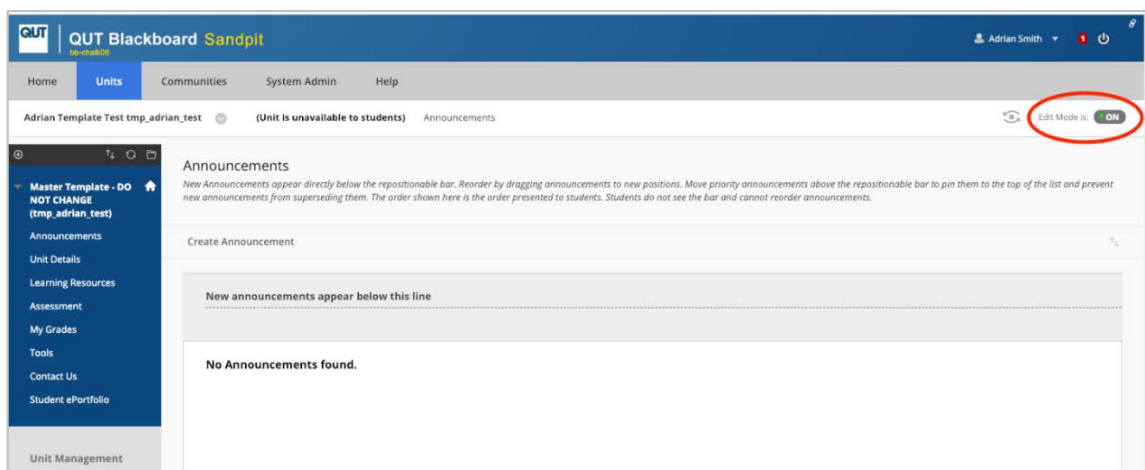 QUT
QUT Blackboard Sandpit
bb-chalk06
Adrian Smith
1
Home
Units
Communities
System Admin
Help
Adrian Template Test tmp_adrian_test
(Unit is unavailable to students)
Announcements
Edit Mode is:
ON
Master Template - DO
NOT CHANGE
(tmp_adrian_test)
Announcements
Unit Details
Learning Resources
Assessment
My Grades
Tools
Contact Us
Student ePortfolio
Unit Management
Announcements
New Announcements appear directly below the repositionable bar. Reorder by dragging announcements to new positions. Move priority announcements above the repositionable bar to pin them to the top of the list and prevent
new announcements from superseding them. The order shown here is the order presented to students. Students do not see the bar and cannot reorder announcements.
Create Announcement
New announcements appear below this line
No Announcements found.